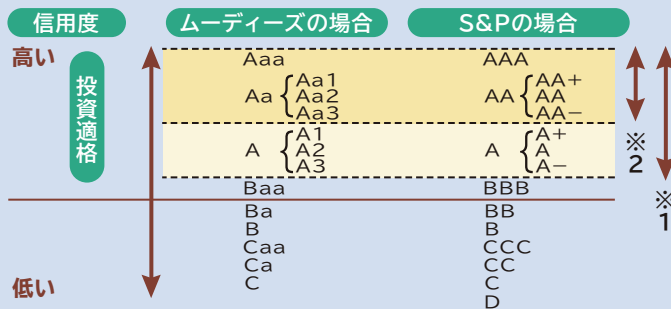 信用度 ムーディーズの場合 S&Pの場合
高い Aaa AAA
投資適格
Aa Aa1 AA AA+
Aa2 AA
Aa3 AA−
A A1 A A+
A2 A
A3 A−
※2
※1
Baa BBB
Ba BB
B B
Caa CCC
Ca CC
低い C C
D